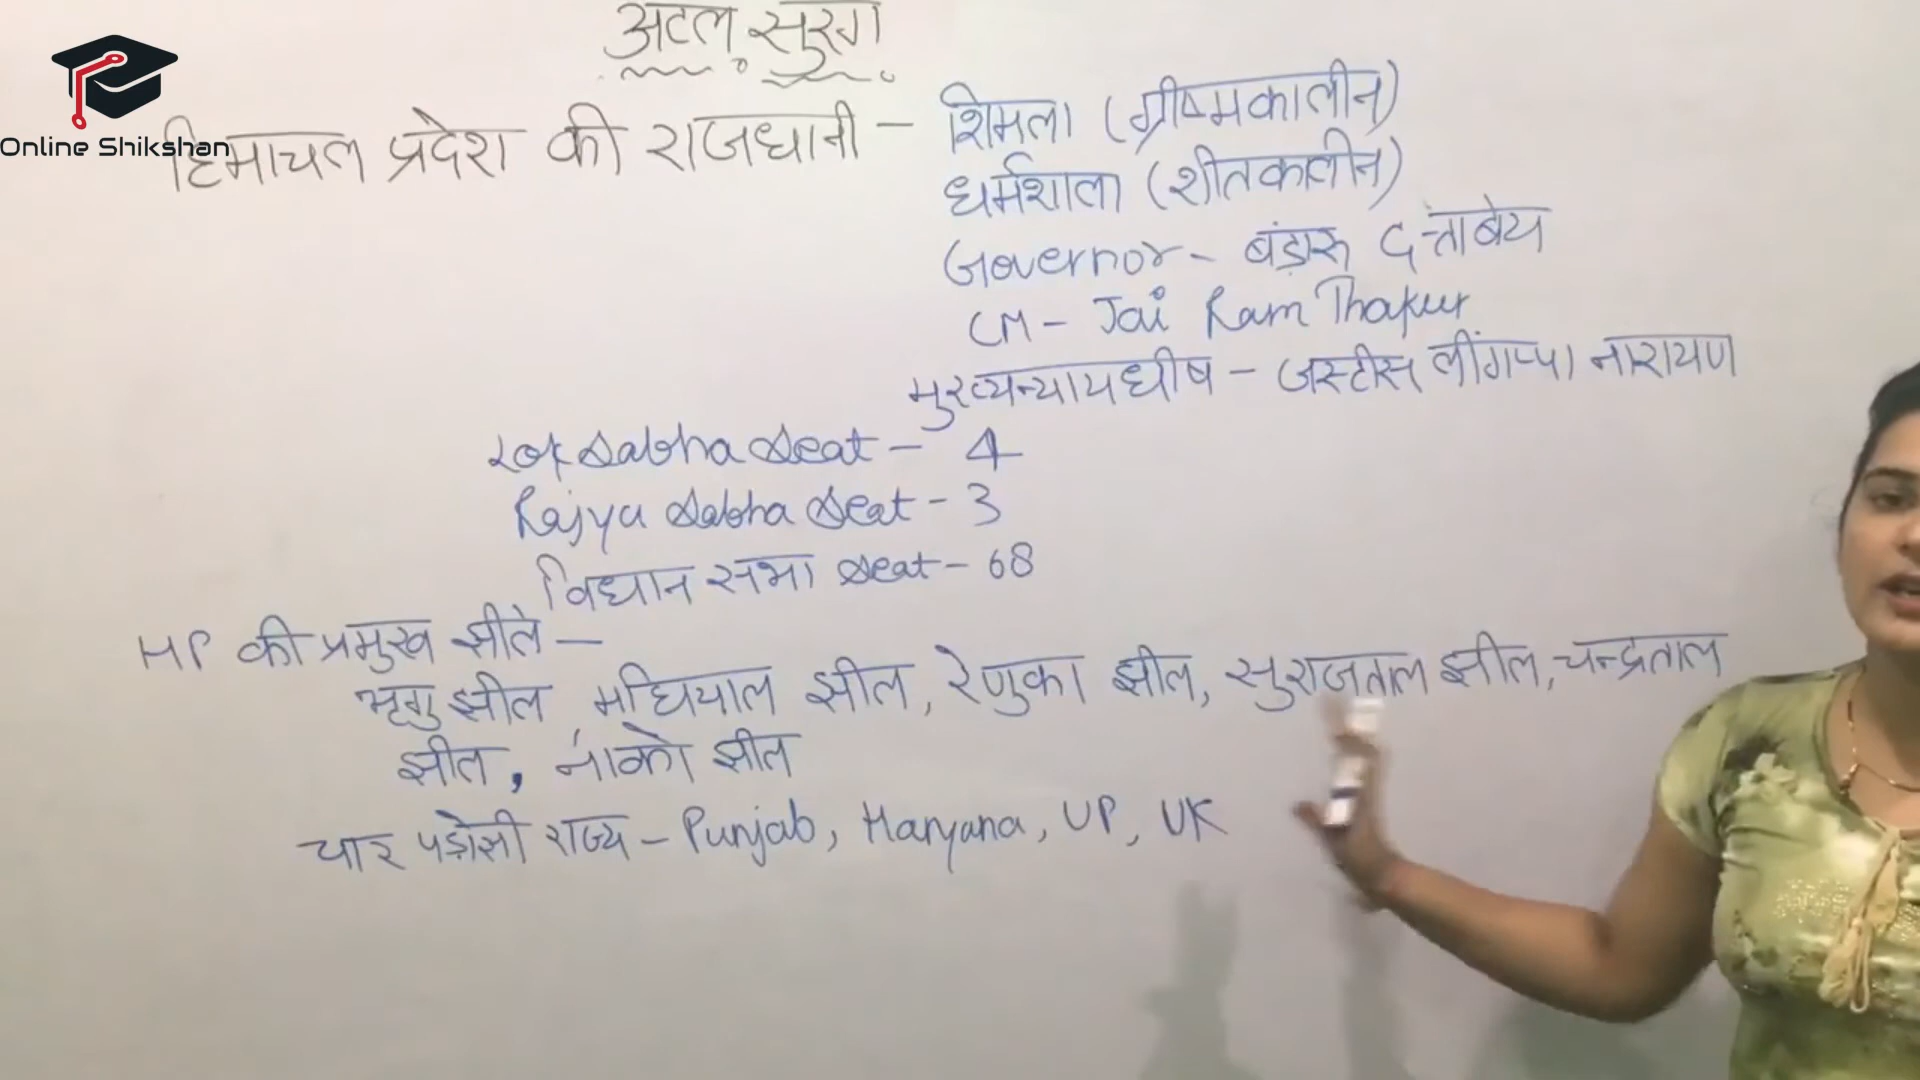 अटल सुरंग
Online Shikshan
हिमाचल प्रदेश की राजधानी - शिमला (ग्रीष्मकालीन)
धर्मशाला (शीतकालीन)
Governor - बंडारू दत्तात्रेय
CM - Jai Ram Thakur
मुख्यन्यायधीष - जस्टीस लींगप्पा नारायण
Lok Sabha Seat - 4
Rajya Sabha Seat - 3
विधान सभा Seat - 68
HP की प्रमुख झीले -
भृगु झील, मछियाल झील, रेणुका झील, सुराजताल झील, चन्द्रताल
झील, नाको झील
चार पड़ोसी राज्य - Punjab, Haryana, UP, UK